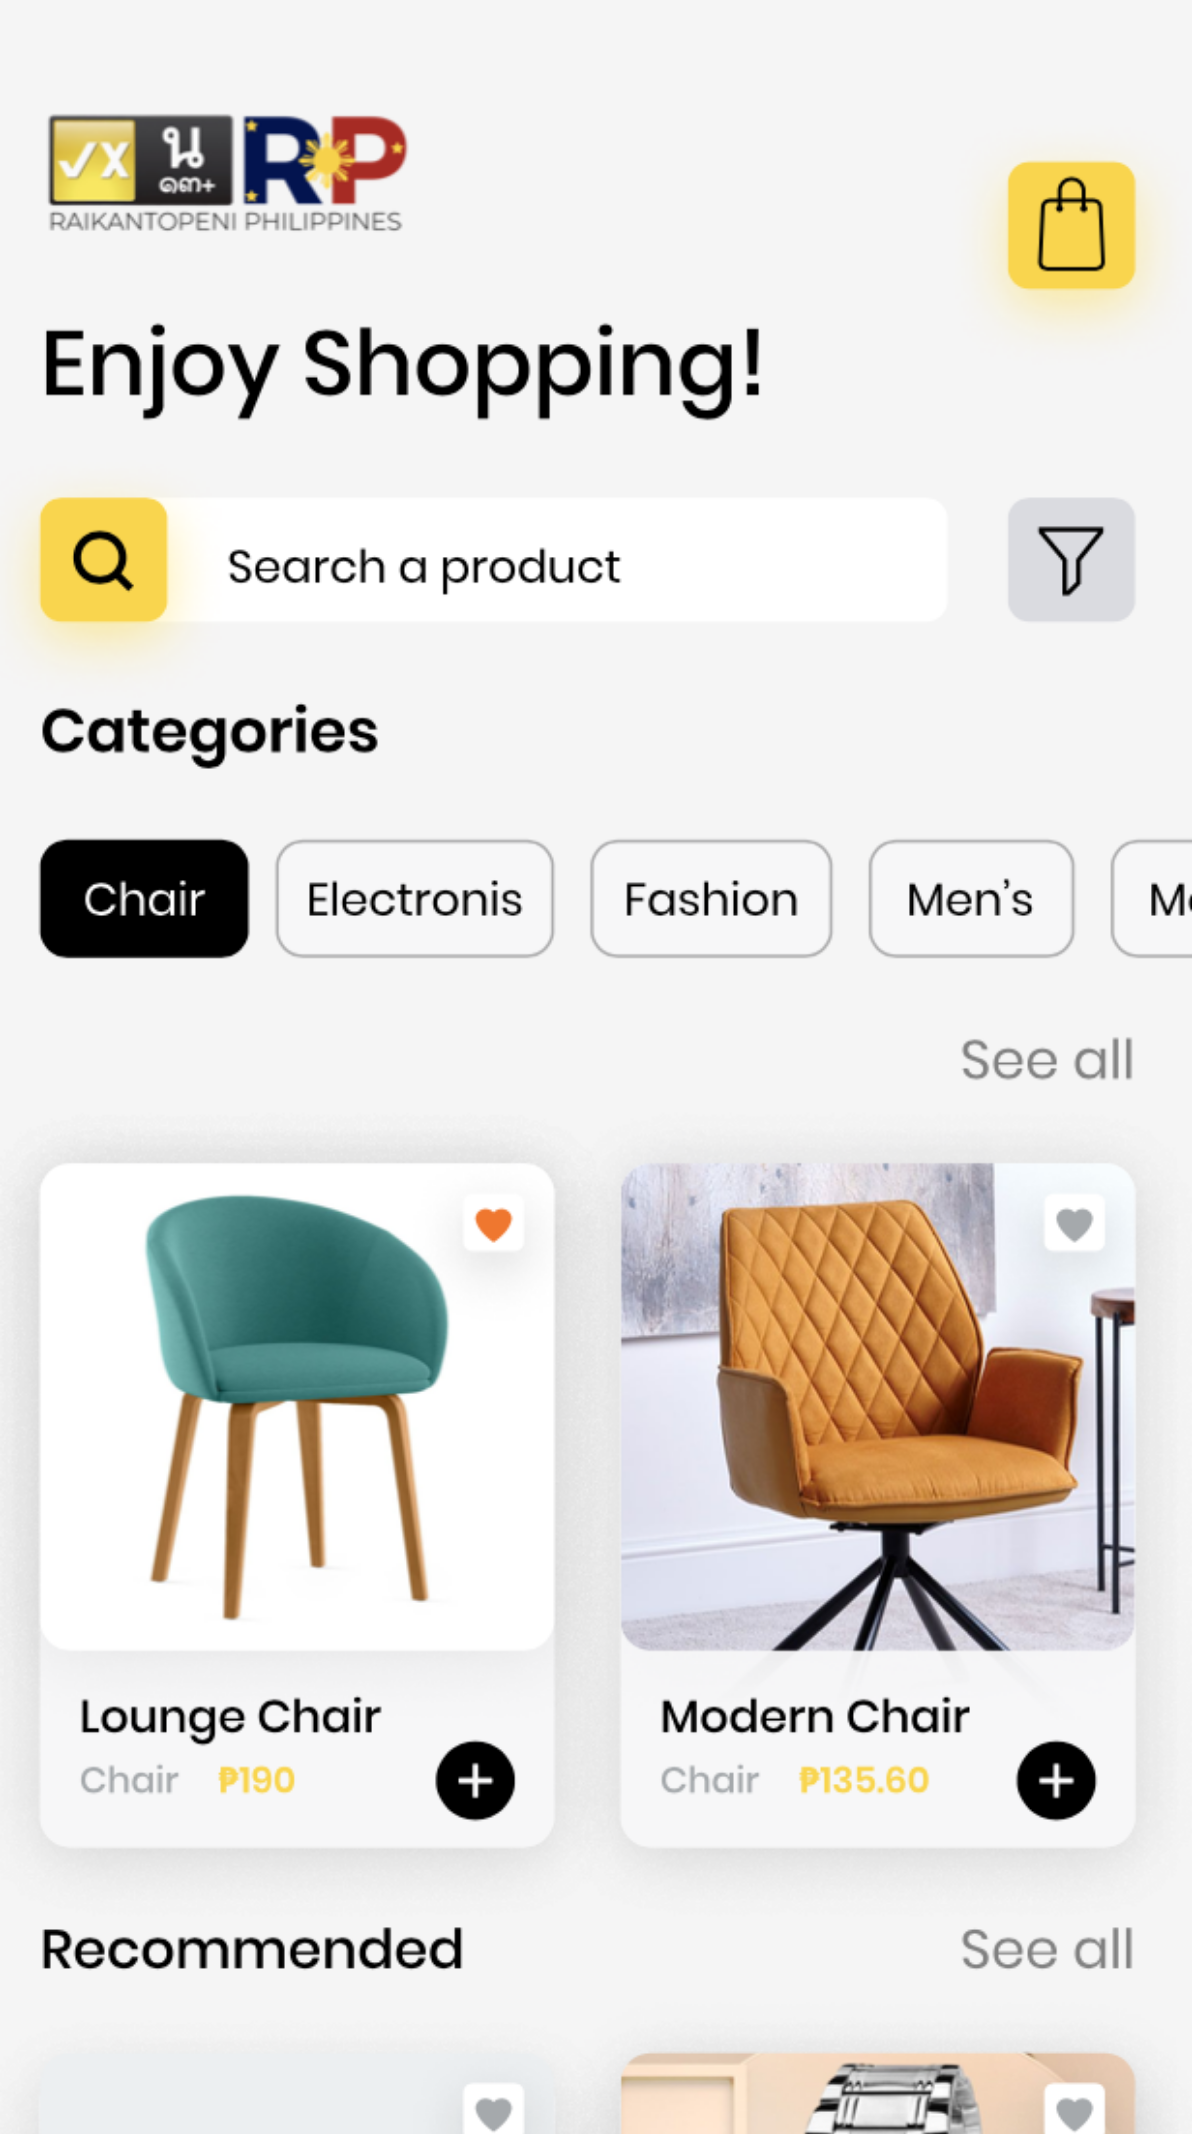 √X น RP
๑๓+
RAIKANTOPENI PHILIPPINES
Enjoy Shopping!
Search a product
Categories
Chair Electronis Fashion Men's
See all
Lounge Chair
Chair ₱190
Modern Chair
Chair ₱135.60
Recommended See all